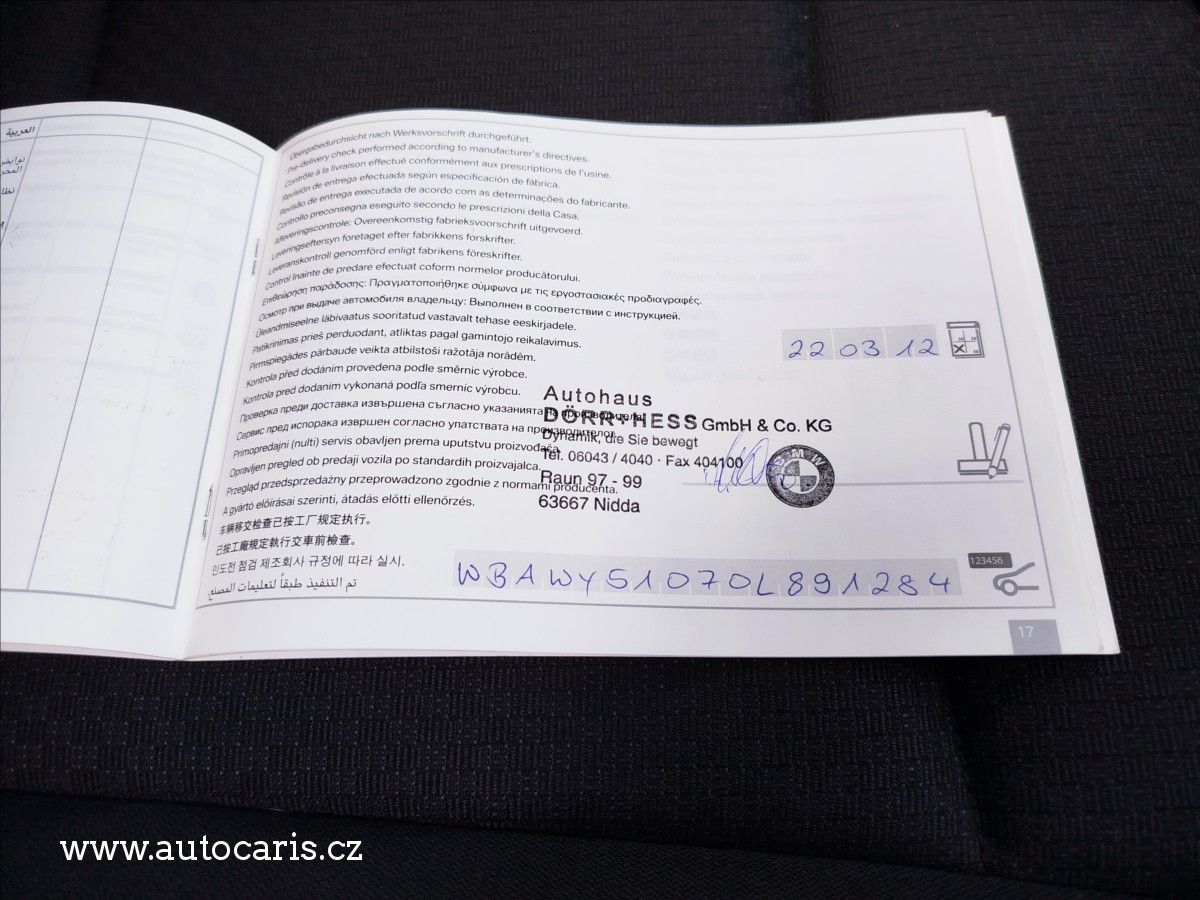 العربية
Übergabedurchsicht nach Werksvorschrift durchgeführt.
Pre-delivery check performed according to manufacturer's directives.
Contrôle à la livraison effectué conformément aux prescriptions de l'usine.
Revisión de entrega efectuada según especificación de fábrica.
Revisão de entrega executada de acordo com as determinações do fabricante.
Controllo preconsegna eseguito secondo le prescrizioni della Casa.
Afleveringscontrole: Overeenkomstig fabrieksvoorschrift uitgevoerd.
Leveringseftersyn foretaget efter fabrikkens forskrifter.
Leveranskontroll genomförd enligt fabrikens föreskrifter.
Control înainte de predare efectuat coform normelor producătorului.
Επιθεώρηση παράδοσης: Πραγματοποιήθηκε σύμφωνα με τις εργοστασιακές προδιαγραφές.
Осмотр при выдаче автомобиля владельцу: Выполнен в соответствии с инструкцией.
Üleandmiseelne läbivaatus sooritatud vastavalt tehase eeskirjadele.
Patikrinimas prieš perduodant, atliktas pagal gamintojo reikalavimus.
Pirmspiegādes pārbaude veikta atbilstoši ražotāja norādēm.
Kontrola před dodáním provedena podle směrnic výrobce.
Kontrola pred dodaním vykonaná podľa smerníc výrobcu.
Проверка преди доставка извършена съгласно указанията на производителя.
Сервис пред испорака извршен согласно упатствата на производителот.
Primopredajni (nulti) servis obavljen prema uputstvu proizvođača.
Opravljen pregled ob predaji vozila po standardih proizvajalca.
Przegląd przedsprzedażny przeprowadzono zgodnie z normami producenta.
A gyártó előírásai szerinti, átadás előtti ellenőrzés.
车辆移交检查已按工厂规定执行。
已按工廠規定執行交車前檢查。
인도전 점검 제조회사 규정에 따라 실시.
تم التنفيذ طبقاً لتعليمات المصنع
22 03 12
Autohaus
DÖRR+HESS GmbH & Co. KG
Dynamik, die Sie bewegt
Tel. 06043 / 4040 · Fax 404100
Raun 97 - 99
63667 Nidda
BMW
123456
WBAWY51070L891284
17
www.autocaris.cz